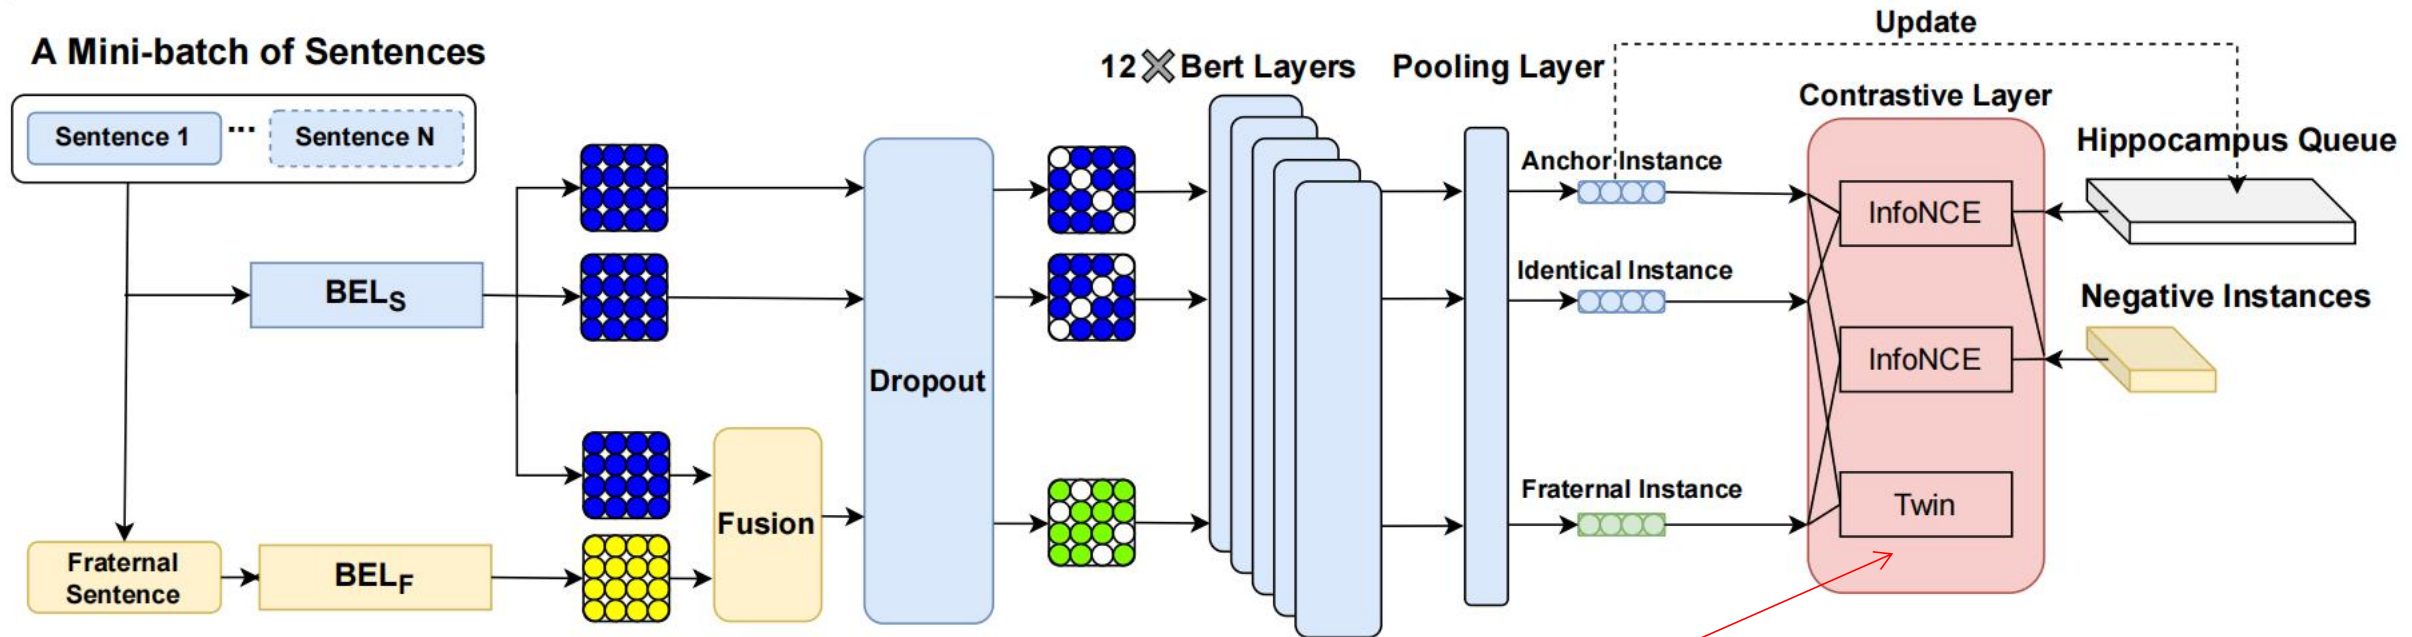 Update
A Mini-batch of Sentences
12 Bert Layers
Pooling Layer
Contrastive Layer
Sentence 1
...
Sentence N
Hippocampus Queue
Anchor Instance
InfoNCE
Identical Instance
BELS
Negative Instances
InfoNCE
Dropout
Fraternal Instance
Twin
Fusion
Fraternal
Sentence
BELF